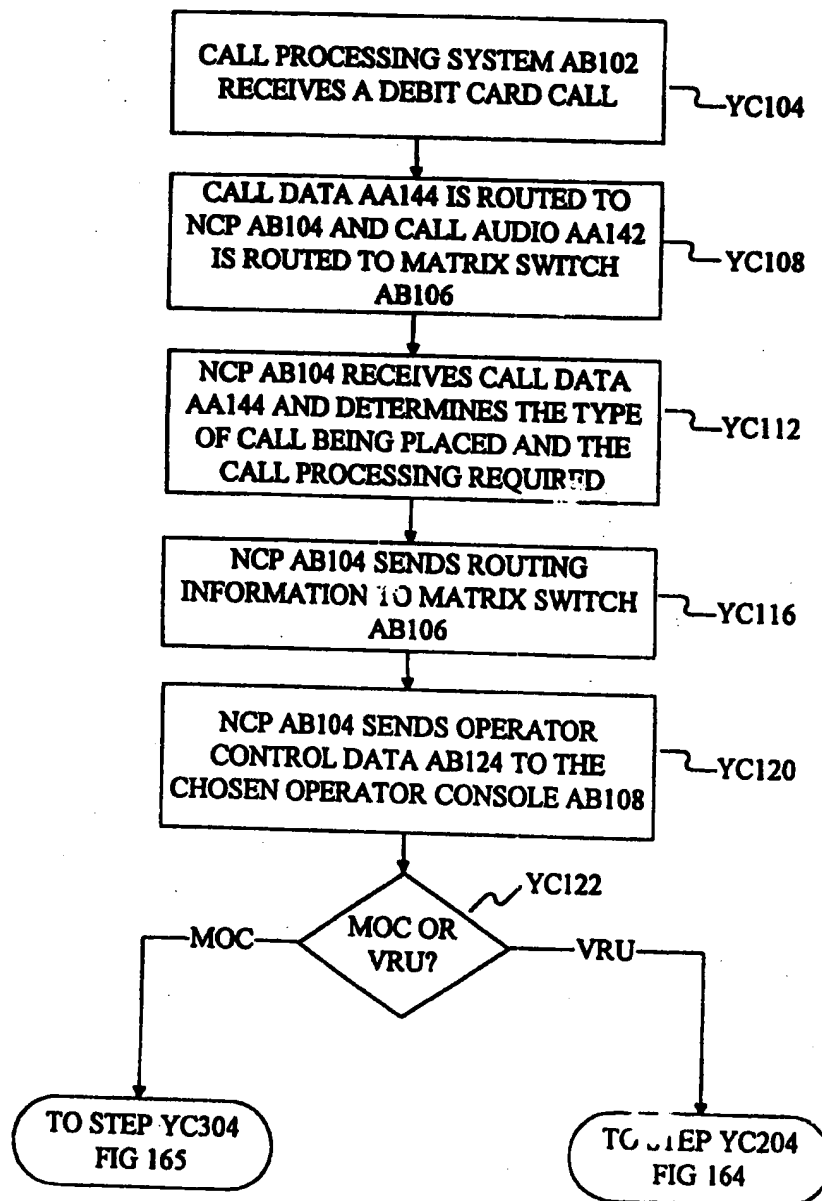 CALL PROCESSING SYSTEM AB102
RECEIVES A DEBIT CARD CALL
YC104
CALL DATA AA144 IS ROUTED TO
NCP AB104 AND CALL AUDIO AA142
IS ROUTED TO MATRIX SWITCH
AB106
YC108
NCP AB104 RECEIVES CALL DATA
AA144 AND DETERMINES THE TYPE
OF CALL BEING PLACED AND THE
CALL PROCESSING REQUIRED
YC112
NCP AB104 SENDS ROUTING
INFORMATION TO MATRIX SWITCH
AB106
YC116
NCP AB104 SENDS OPERATOR
CONTROL DATA AB124 TO THE
CHOSEN OPERATOR CONSOLE AB108
YC120
YC122
MOC OR
VRU?
MOC
VRU
TO STEP YC304
FIG 165
TO STEP YC204
FIG 164